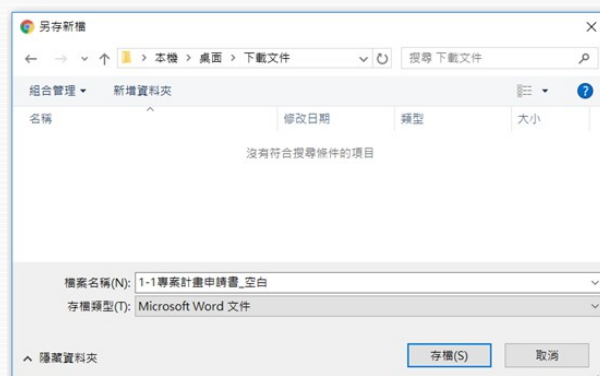 另存新檔
本機 > 桌面 > 下載文件
搜尋 下載文件
組合管理 新增資料夾
名稱 修改日期 類型 大小
沒有符合搜尋條件的項目
檔案名稱(N): 1-1專案計畫申請書_空白
存檔類型(T): Microsoft Word 文件
隱藏資料夾 存檔(S) 取消